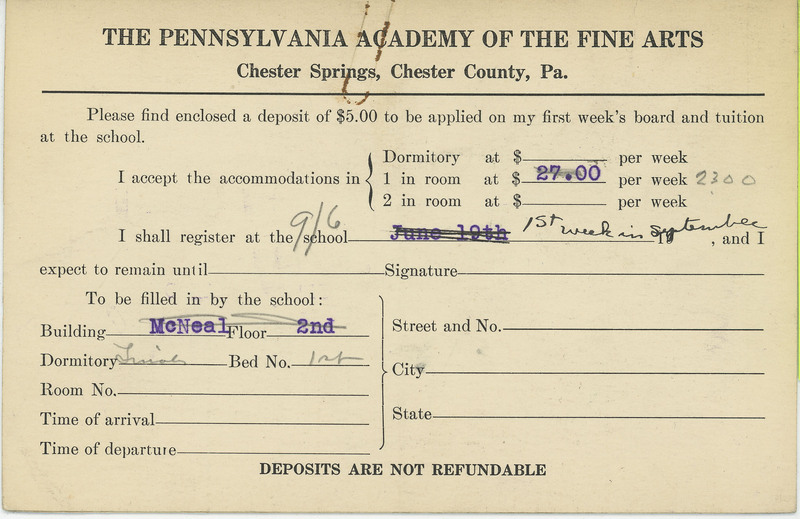 THE PENNSYLVANIA ACADEMY OF THE FINE ARTS
Chester Springs, Chester County, Pa.
Please find enclosed a deposit of $5.00 to be applied on my first week's board and tuition
at the school.
Dormitory at $ per week
I accept the accommodations in 1 in room at $ 27.00 per week 2300
2 in room at $ per week
9/6
I shall register at the school June 19th 1st week in September , and I
expect to remain until Signature
To be filled in by the school:
Building McNeal Floor 2nd
Street and No.
Dormitory Bed No. 1st
City
Room No.
Time of arrival
State
Time of departure
DEPOSITS ARE NOT REFUNDABLE